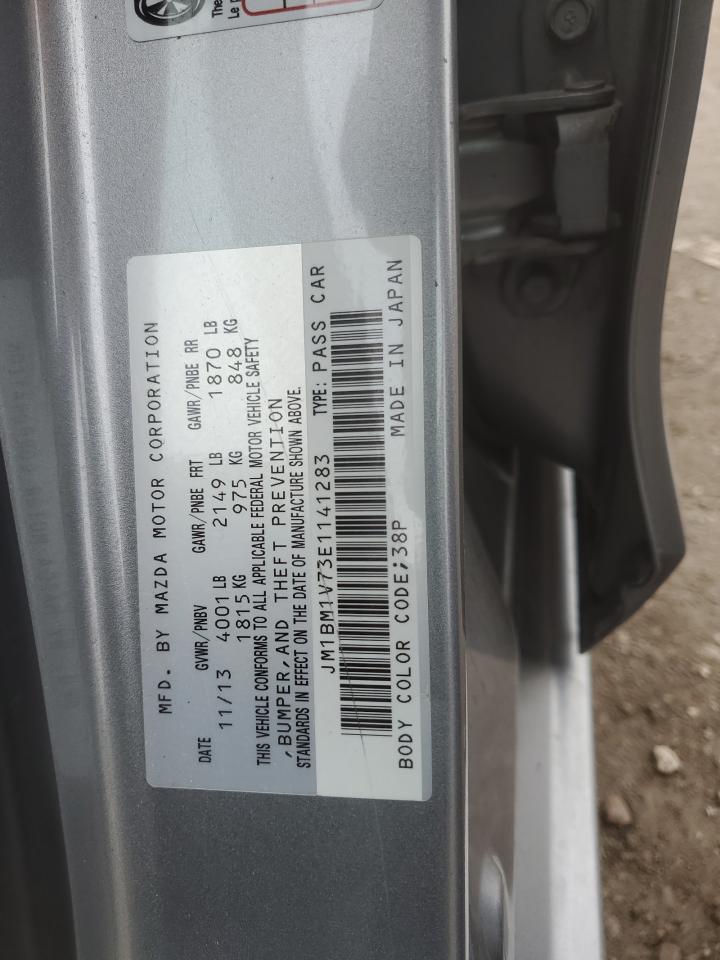 The
Le p
MFD. BY MAZDA MOTOR CORPORATION
DATE GVWR/PNBV GAWR/PNBE FRT GAWR/PNBE RR
11/13 4001 LB 2149 LB 1870 LB
1815 KG 975 KG 848 KG
THIS VEHICLE CONFORMS TO ALL APPLICABLE FEDERAL MOTOR VEHICLE SAFETY
,BUMPER,AND THEFT PREVENTION
STANDARDS IN EFFECT ON THE DATE OF MANUFACTURE SHOWN ABOVE.
JM1BM1V73E1141283 TYPE: PASS CAR
BODY COLOR CODE;38P MADE IN JAPAN